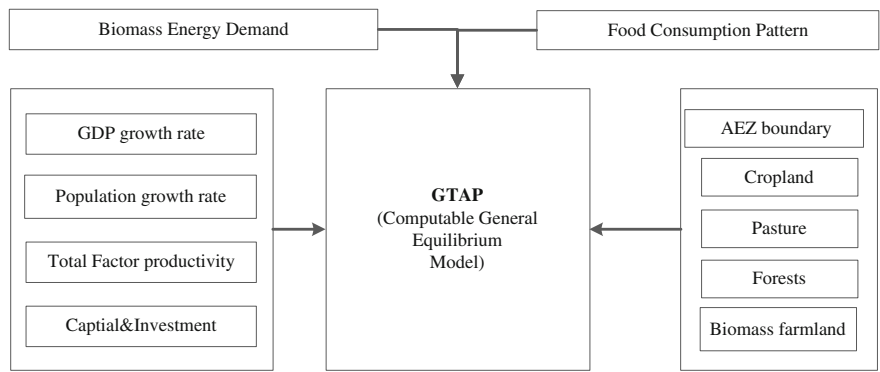 Biomass Energy Demand
Food Consumption Pattern
GDP growth rate
Population growth rate
Total Factor productivity
Captial&Investment
GTAP
(Computable General
Equilibrium
Model)
AEZ boundary
Cropland
Pasture
Forests
Biomass farmland